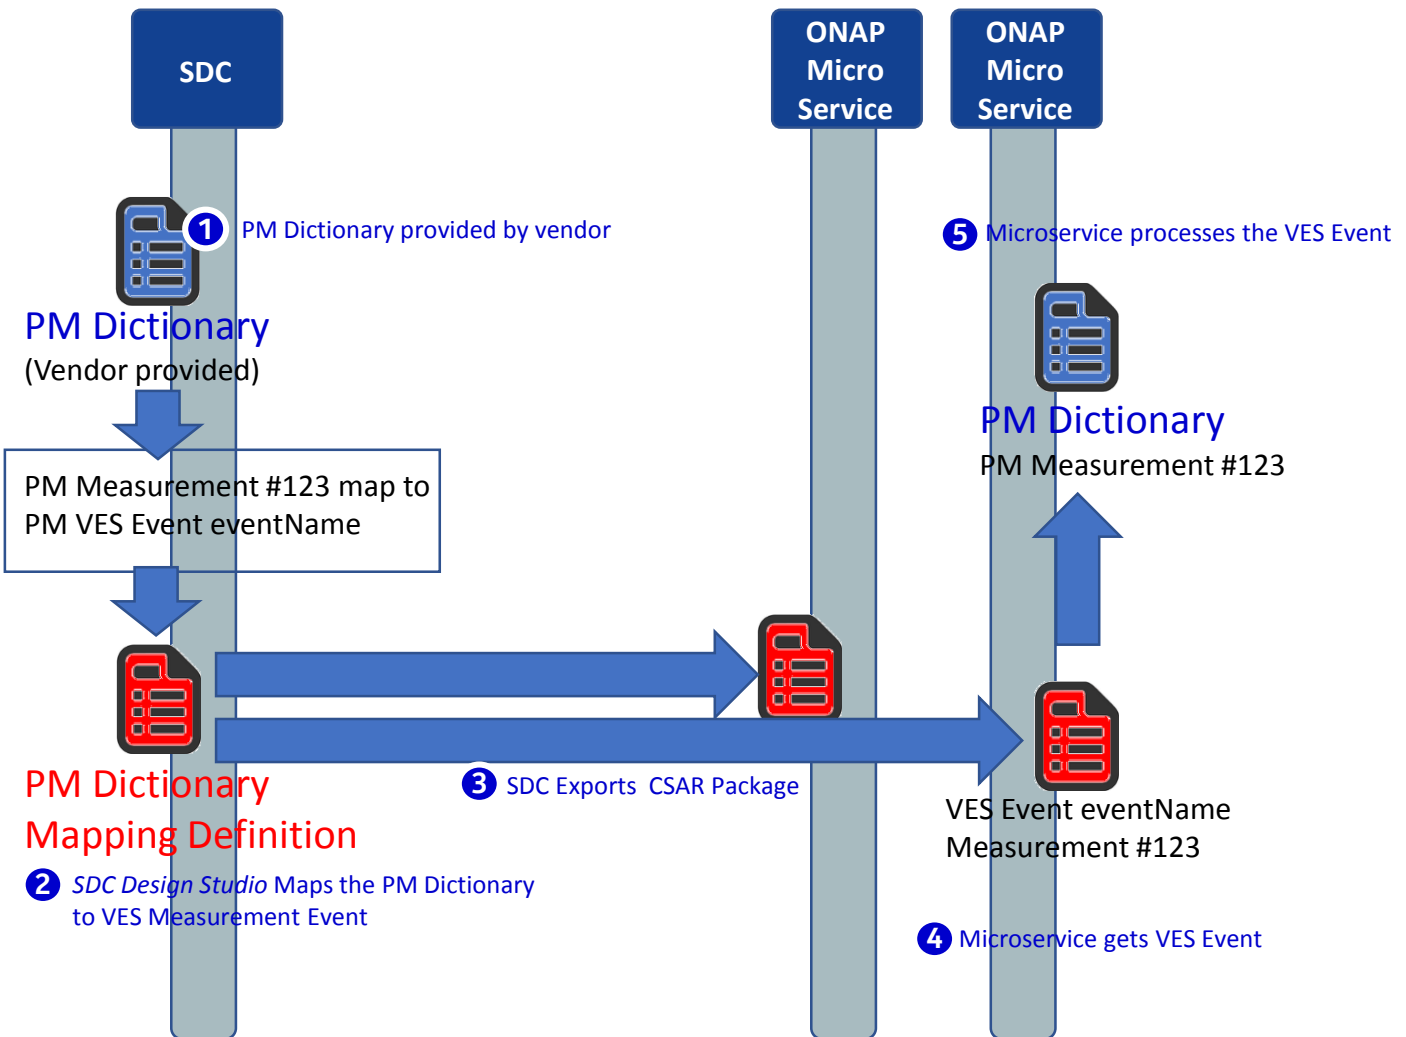 SDC
ONAP
Micro
Service
ONAP
Micro
Service
1 PM Dictionary provided by vendor
PM Dictionary
(Vendor provided)
PM Measurement #123 map to
PM VES Event eventName
PM Dictionary
Mapping Definition
2 SDC Design Studio Maps the PM Dictionary
to VES Measurement Event
3 SDC Exports CSAR Package
5 Microservice processes the VES Event
PM Dictionary
PM Measurement #123
VES Event eventName
Measurement #123
4 Microservice gets VES Event